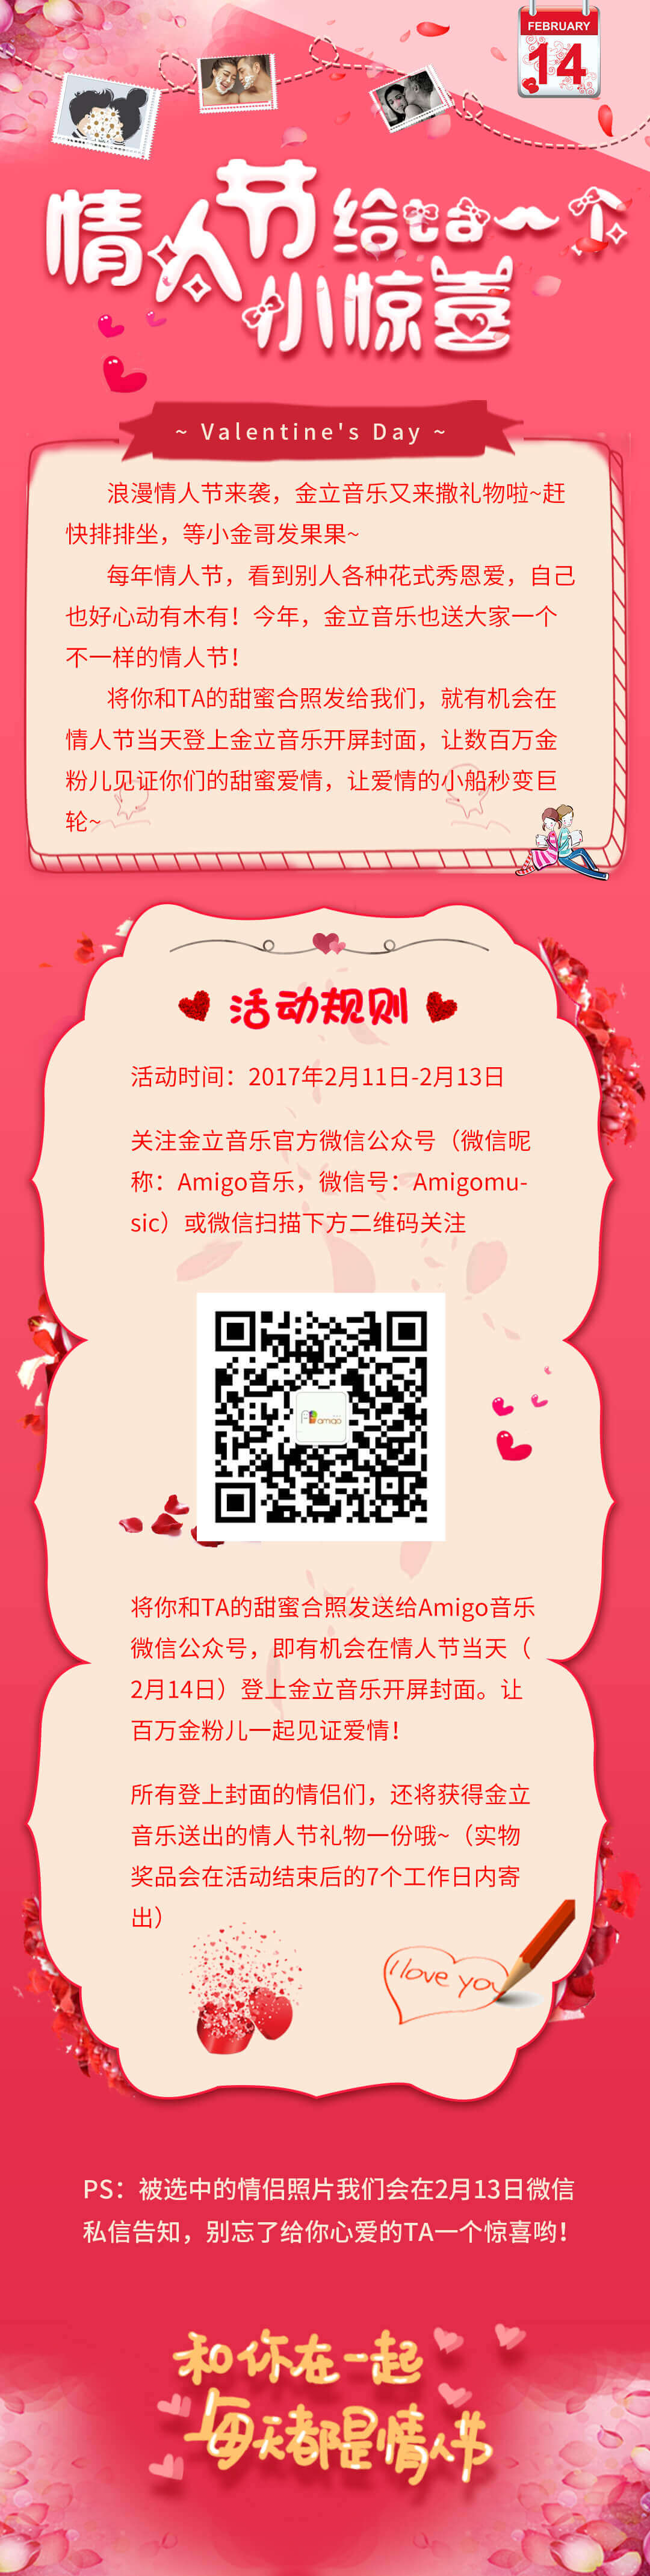 FEBRUARY
14
情人节给ta一个
小惊喜
~ Valentine's Day ~
浪漫情人节来袭，金立音乐又来撒礼物啦~赶
快排排坐，等小金哥发果果~
每年情人节，看到别人各种花式秀恩爱，自己
也好心动有木有！今年，金立音乐也送大家一个
不一样的情人节！
将你和TA的甜蜜合照发给我们，就有机会在
情人节当天登上金立音乐开屏封面，让数百万金
粉儿见证你们的甜蜜爱情，让爱情的小船秒变巨
轮~
活动规则
活动时间：2017年2月11日-2月13日
关注金立音乐官方微信公众号（微信昵
称：Amigo音乐，微信号：Amigomu-
sic）或微信扫描下方二维码关注
amigo
将你和TA的甜蜜合照发送给Amigo音乐
微信公众号，即有机会在情人节当天（
2月14日）登上金立音乐开屏封面。让
百万金粉儿一起见证爱情！
所有登上封面的情侣们，还将获得金立
音乐送出的情人节礼物一份哦~（实物
奖品会在活动结束后的7个工作日内寄
出）
I love you
PS：被选中的情侣照片我们会在2月13日微信
私信告知，别忘了给你心爱的TA一个惊喜哟！
和你在一起
每天都是情人节